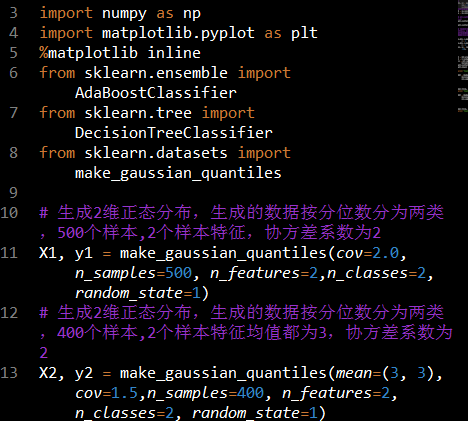 3 import numpy as np
4 import matplotlib.pyplot as plt
5 %matplotlib inline
6 from sklearn.ensemble import
AdaBoostClassifier
7 from sklearn.tree import
DecisionTreeClassifier
8 from sklearn.datasets import
make_gaussian_quantiles
9
10 # 生成2维正态分布，生成的数据按分位数分为两类
，500个样本,2个样本特征，协方差系数为2
11 X1, y1 = make_gaussian_quantiles(cov=2.0,
n_samples=500, n_features=2,n_classes=2,
random_state=1)
12 # 生成2维正态分布，生成的数据按分位数分为两类
，400个样本,2个样本特征均值都为3，协方差系数为
2
13 X2, y2 = make_gaussian_quantiles(mean=(3, 3),
cov=1.5,n_samples=400, n_features=2,
n_classes=2, random_state=1)